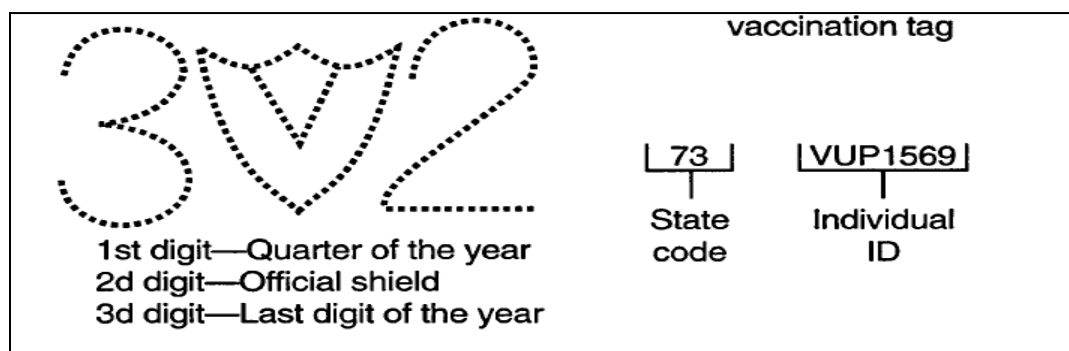 3V2
vaccination tag
1st digit—Quarter of the year
2d digit—Official shield
3d digit—Last digit of the year
73 VUP1569
State code
Individual ID